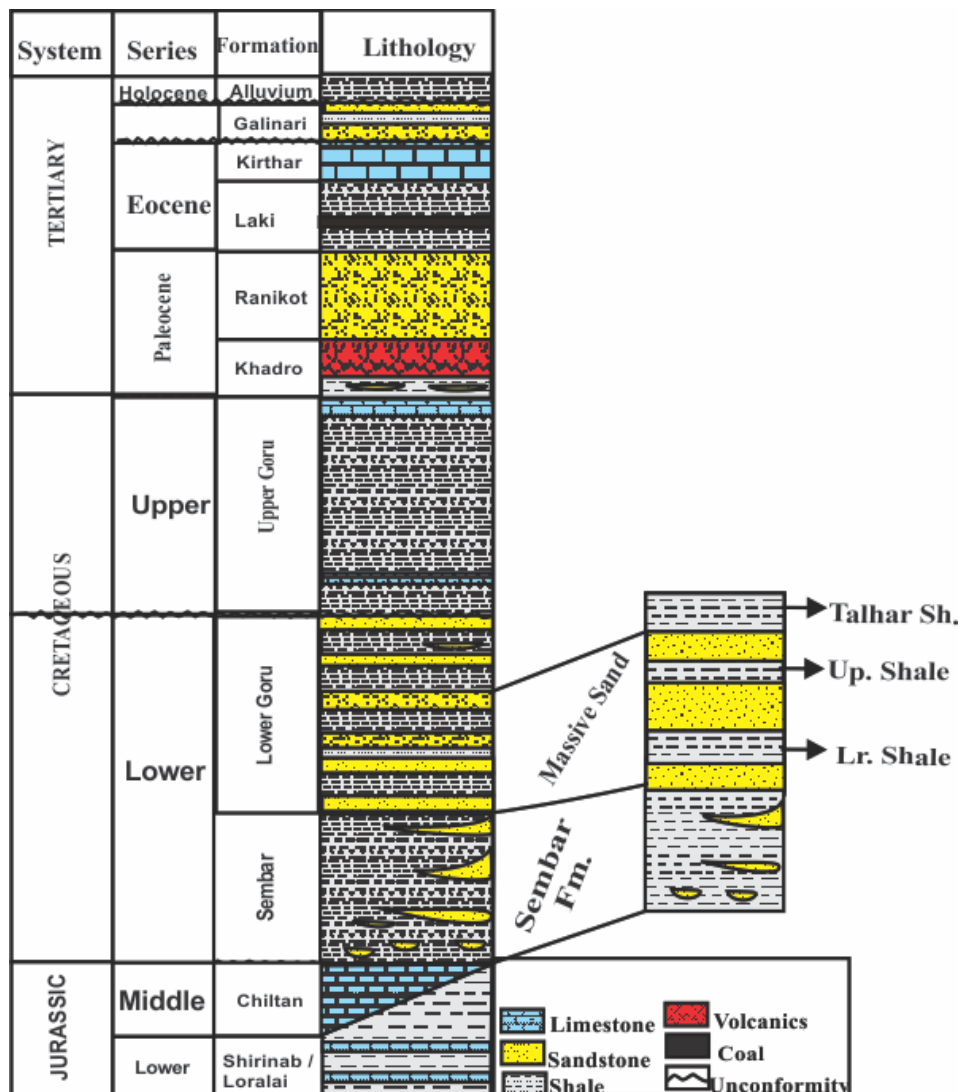 System Series Formation Lithology
TERTIARY
Holocene Alluvium
Galinari
Eocene
Kirthar
Laki
Paleocene
Ranikot
Khadro
CRETACEOUS
Upper
Upper Goru
Lower
Lower Goru
Sembar
JURASSIC
Middle Chiltan
Lower Shirinab /
Loralai
Massive Sand
Sembar
Fm.
Talhar Sh.
Up. Shale
Lr. Shale
Limestone
Sandstone
Shale
Volcanics
Coal
Unconformity